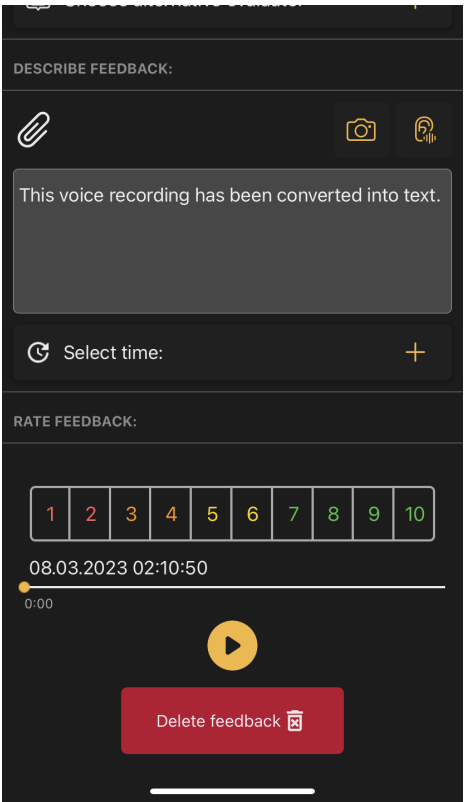 DESCRIBE FEEDBACK:
This voice recording has been converted into text.
Select time:
RATE FEEDBACK:
1 2 3 4 5 6 7 8 9 10
08.03.2023 02:10:50
0:00
Delete feedback